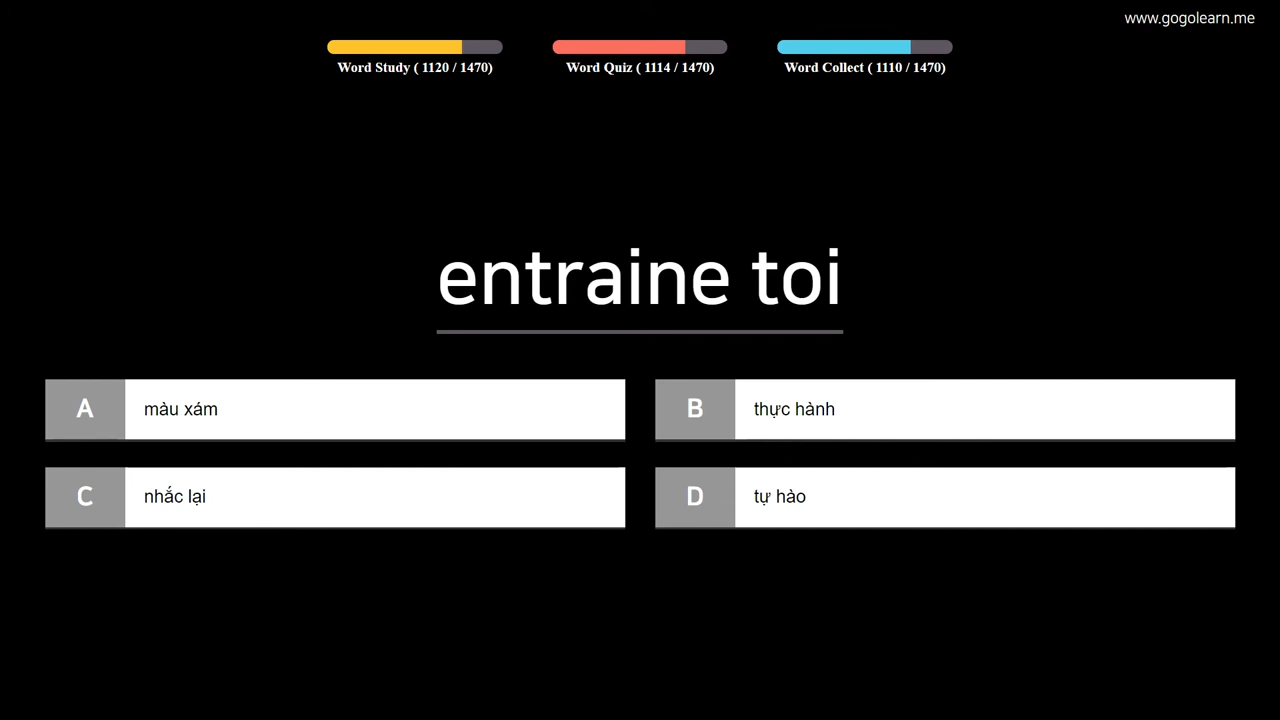 www.gogolearn.me
Word Study ( 1120 / 1470)
Word Quiz ( 1114 / 1470)
Word Collect ( 1110 / 1470)
entraine toi
A màu xám
B thực hành
C nhắc lại
D tự hào